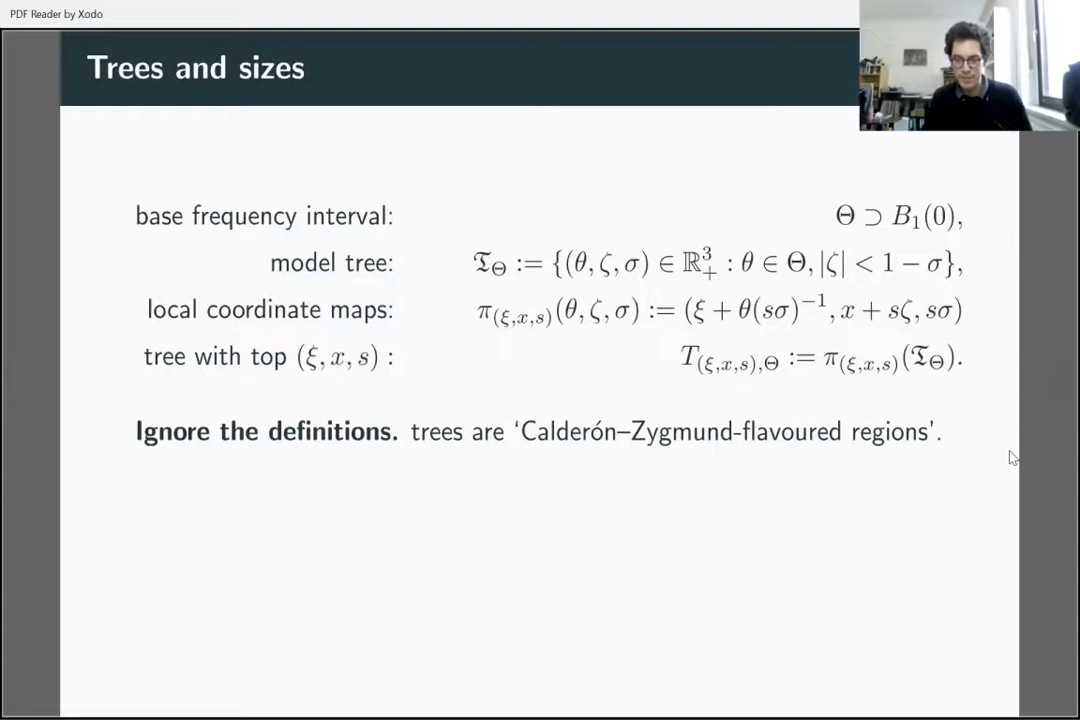 PDF Reader by Xodo
Trees and sizes
base frequency interval: Θ ⊃ B₁(0),
model tree: 𝔗_Θ := {(θ, ζ, σ) ∈ ℝ³₊ : θ ∈ Θ, |ζ| < 1 − σ},
local coordinate maps: π_(ξ,x,s)(θ, ζ, σ) := (ξ + θ(sσ)⁻¹, x + sζ, sσ)
tree with top (ξ, x, s) : T_(ξ,x,s),Θ := π_(ξ,x,s)(𝔗_Θ).
Ignore the definitions. trees are ‘Calderón–Zygmund-flavoured regions’.